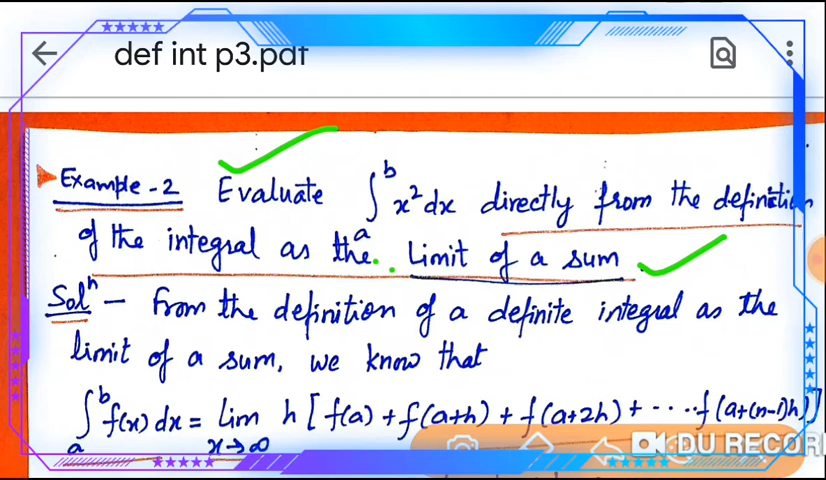 def int p3.pdf
Example-2 Evaluate ∫ₐᵇ x²dx directly from the definition
of the integral as the.. Limit of a sum
Solⁿ – From the definition of a definite integral as the
limit of a sum, we know that
∫ₐᵇ f(x) dx = lim x→∞ h [ f(a) + f(a+h) + f(a+2h) + ···· f(a+(n-1)h)]
DU RECOR